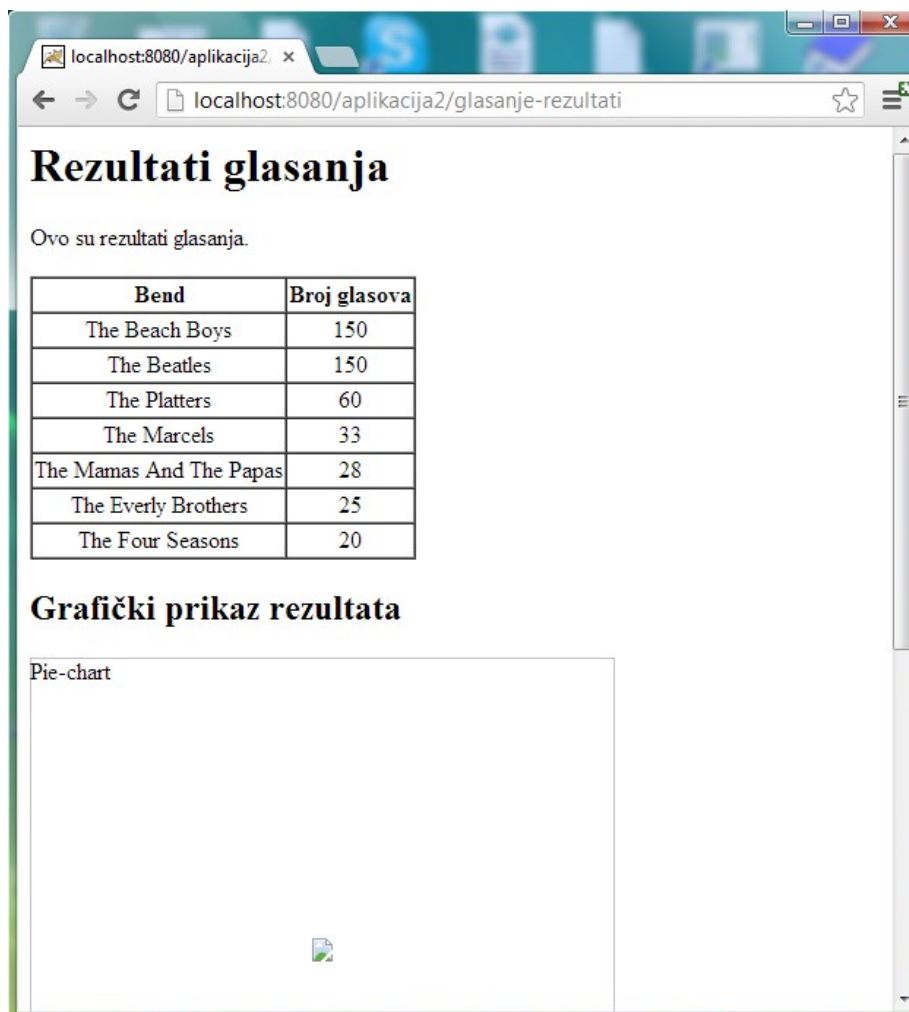 localhost:8080/aplikacija2,
localhost:8080/aplikacija2/glasanje-rezultati
Rezultati glasanja
Ovo su rezultati glasanja.
Bend Broj glasova
The Beach Boys 150
The Beatles 150
The Platters 60
The Marcels 33
The Mamas And The Papas 28
The Everly Brothers 25
The Four Seasons 20
Grafički prikaz rezultata
Pie-chart